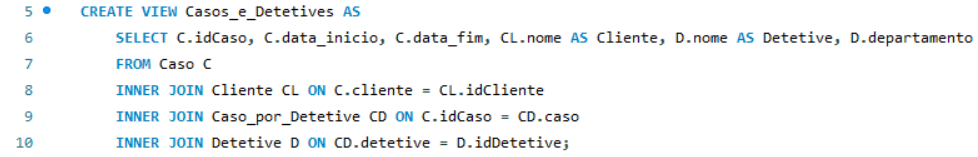 5 CREATE VIEW Casos_e_Detetives AS
6 SELECT C.idCaso, C.data_inicio, C.data_fim, CL.nome AS Cliente, D.nome AS Detetive, D.departamento
7 FROM Caso C
8 INNER JOIN Cliente CL ON C.cliente = CL.idCliente
9 INNER JOIN Caso_por_Detetive CD ON C.idCaso = CD.caso
10 INNER JOIN Detetive D ON CD.detetive = D.idDetetive;